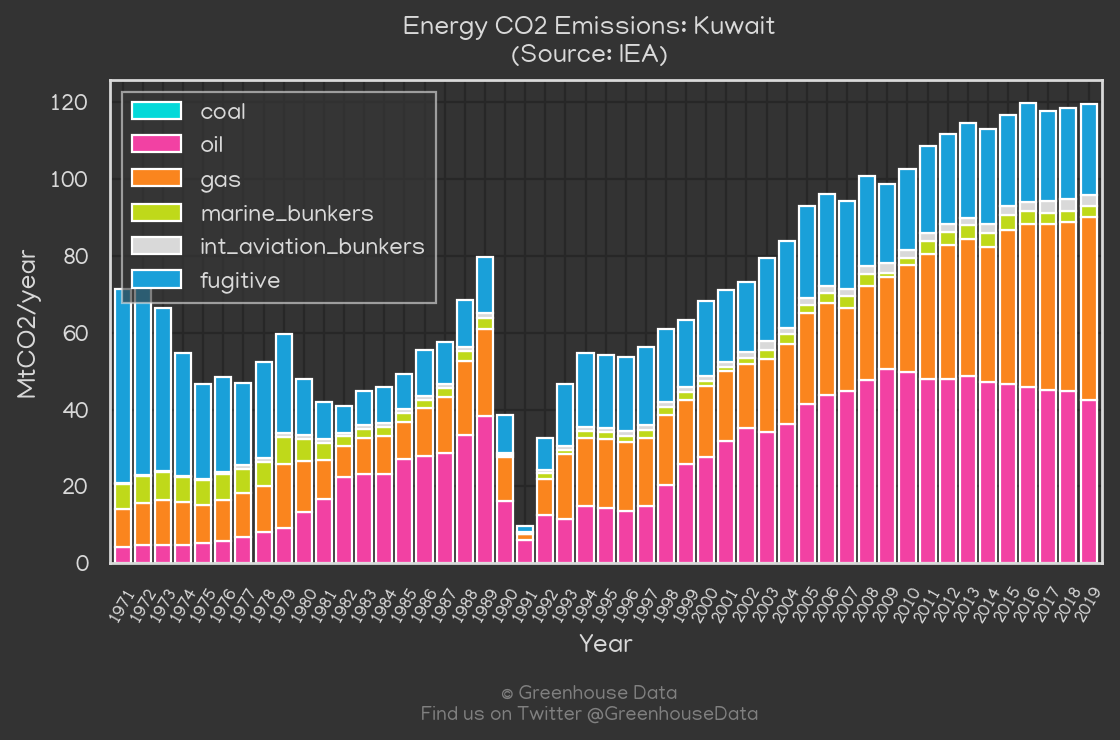 Energy CO2 Emissions: Kuwait
(Source: IEA)
MtCO2/year
120
100
80
60
40
20
0
coal
oil
gas
marine_bunkers
int_aviation_bunkers
fugitive
1971 1972 1973 1974 1975 1976 1977 1978 1979 1980 1981 1982 1983 1984 1985 1986 1987 1988 1989 1990 1991 1992 1993 1994 1995 1996 1997 1998 1999 2000 2001 2002 2003 2004 2005 2006 2007 2008 2009 2010 2011 2012 2013 2014 2015 2016 2017 2018 2019
Year
© Greenhouse Data
Find us on Twitter @GreenhouseData